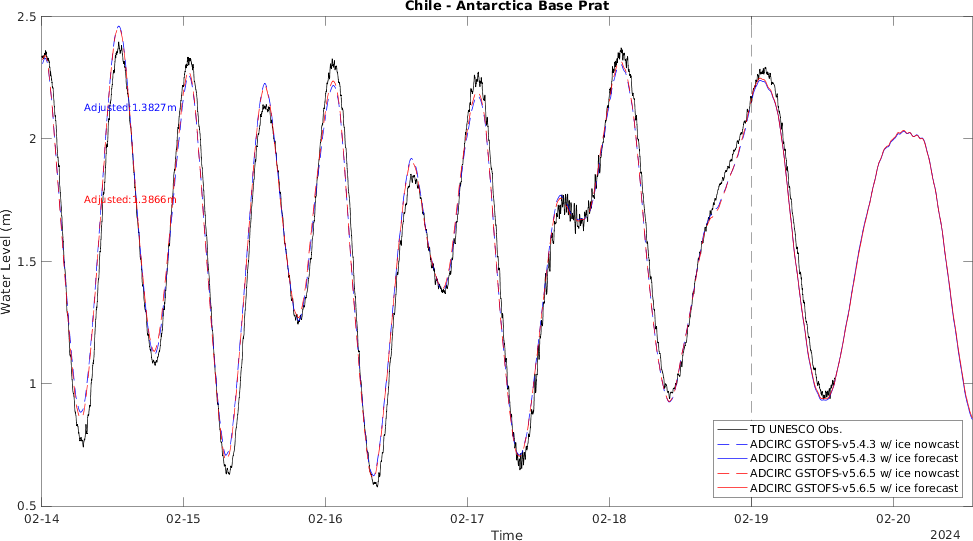 Chile - Antarctica Base Prat
2.5
2
1.5
1
0.5
Water Level (m)
Adjusted:1.3827m
Adjusted:1.3866m
TD UNESCO Obs.
ADCIRC GSTOFS-v5.4.3 w/ ice nowcast
ADCIRC GSTOFS-v5.4.3 w/ ice forecast
ADCIRC GSTOFS-v5.6.5 w/ ice nowcast
ADCIRC GSTOFS-v5.6.5 w/ ice forecast
02-14 02-15 02-16 02-17 02-18 02-19 02-20
Time
2024